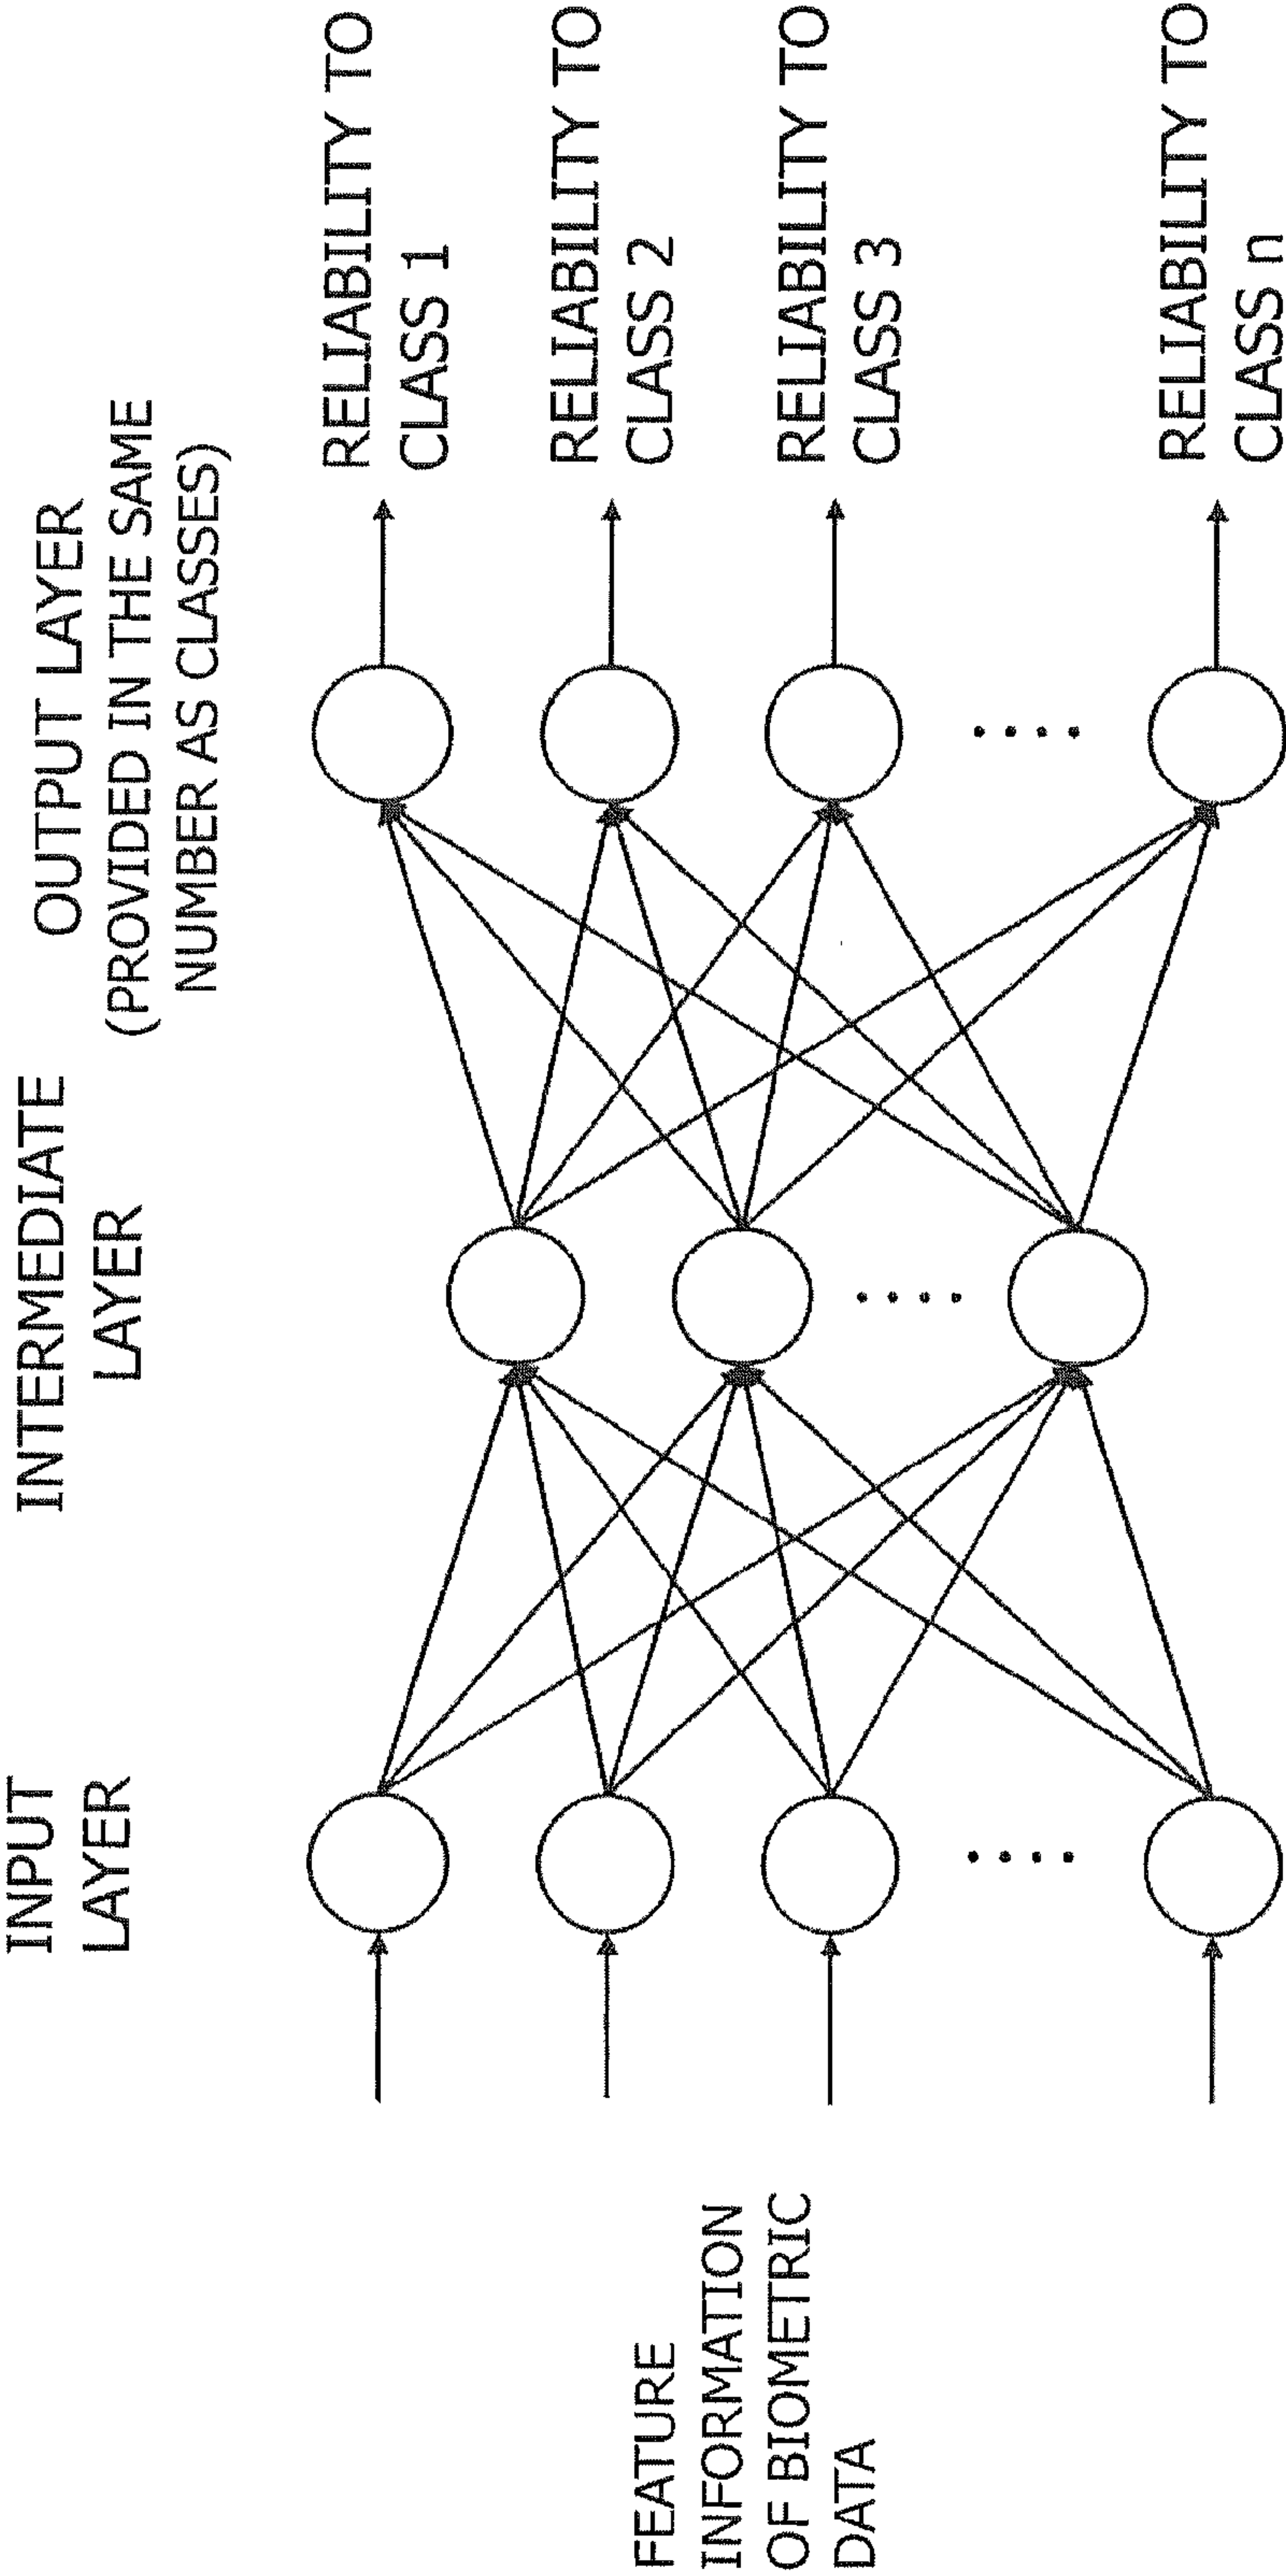 INPUT
LAYER
INTERMEDIATE
LAYER
OUTPUT LAYER
(PROVIDED IN THE SAME
NUMBER AS CLASSES)
FEATURE
INFORMATION
OF BIOMETRIC
DATA
RELIABILITY TO
CLASS 1
RELIABILITY TO
CLASS 2
RELIABILITY TO
CLASS 3
RELIABILITY TO
CLASS n